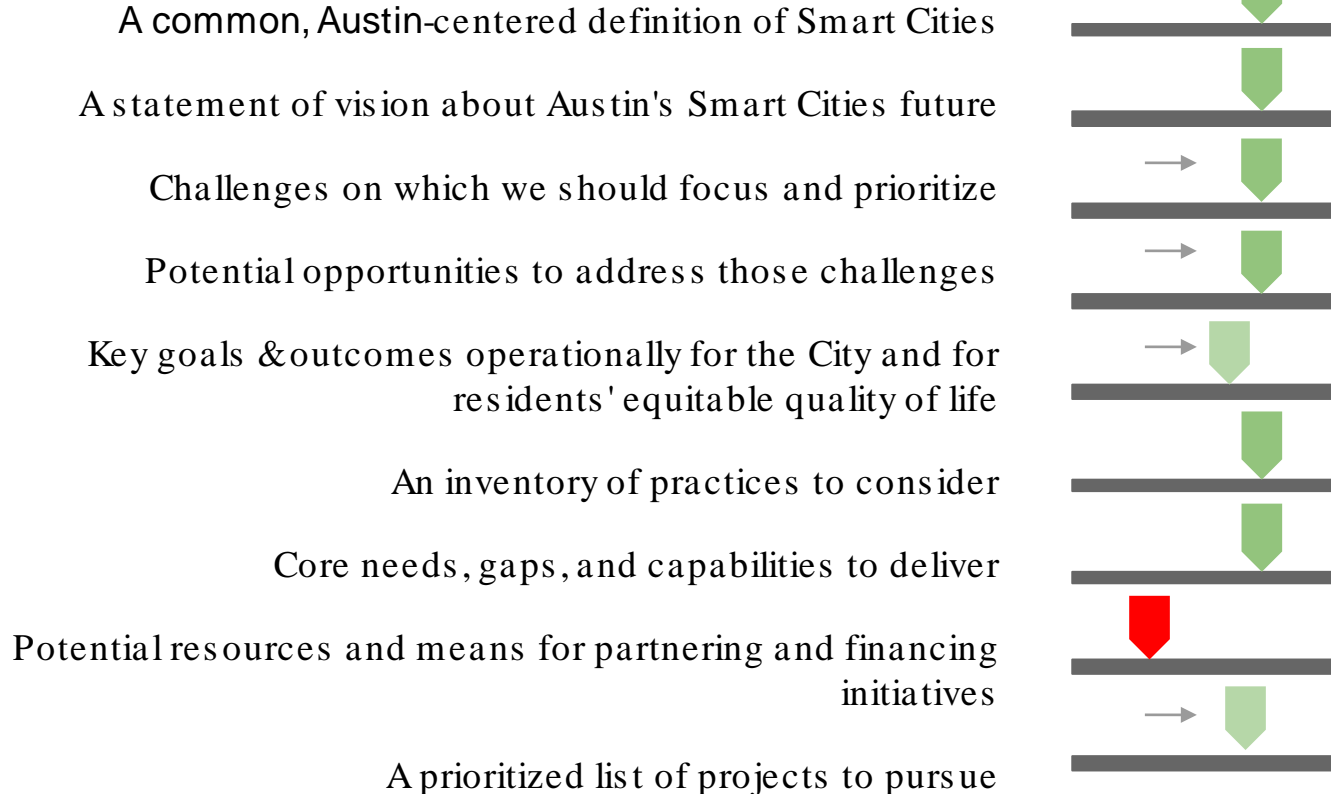 A common, Austin-centered definition of Smart Cities
A statement of vision about Austin's Smart Cities future
Challenges on which we should focus and prioritize
Potential opportunities to address those challenges
Key goals & outcomes operationally for the City and for
residents' equitable quality of life
An inventory of practices to consider
Core needs, gaps, and capabilities to deliver
Potential resources and means for partnering and financing
initiatives
A prioritized list of projects to pursue